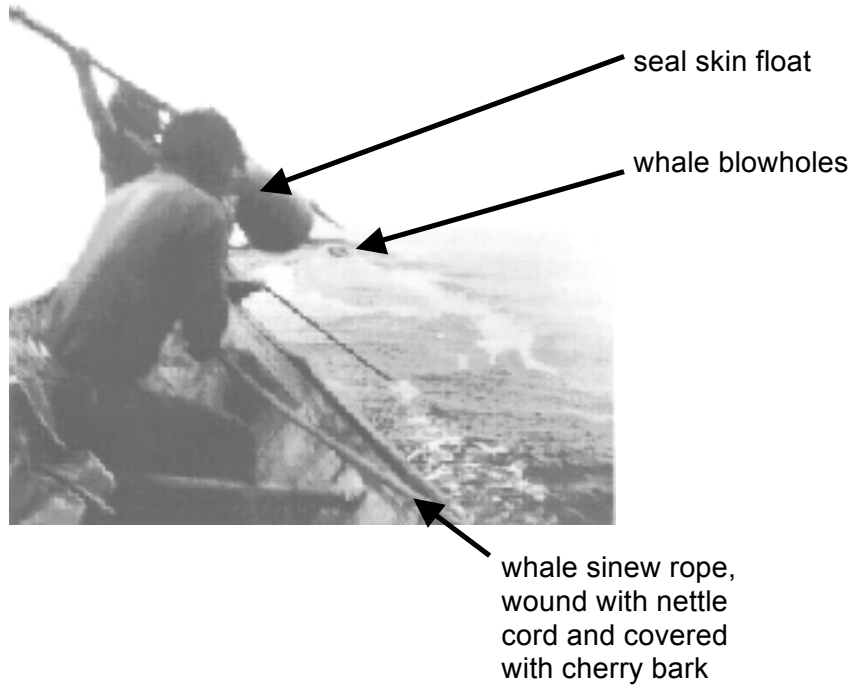 seal skin float
whale blowholes
whale sinew rope,
wound with nettle
cord and covered
with cherry bark